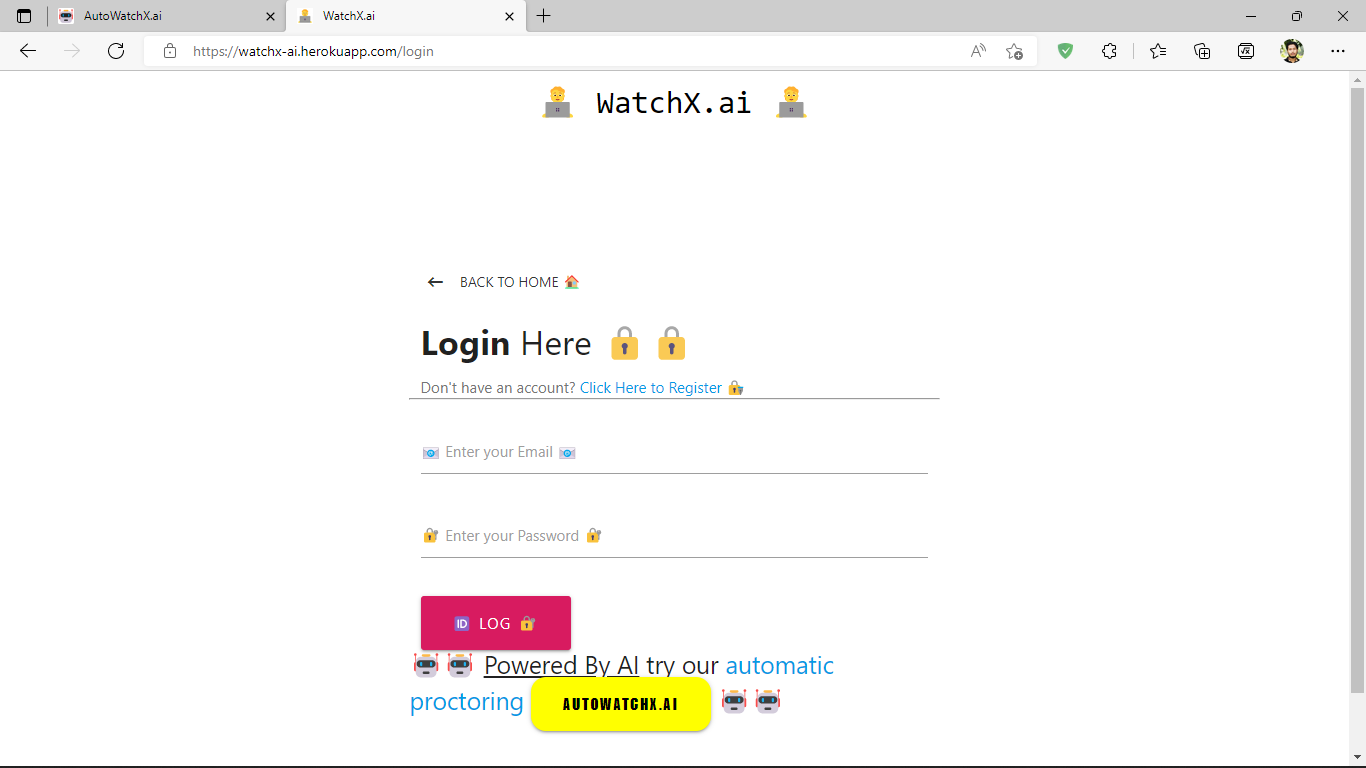 AutoWatchX.ai
WatchX.ai
https://watchx-ai.herokuapp.com/login
WatchX.ai
BACK TO HOME
Login Here
Don't have an account? Click Here to Register
Enter your Email
Enter your Password
ID LOG
Powered By AI try our automatic
proctoring AUTOWATCHX.AI